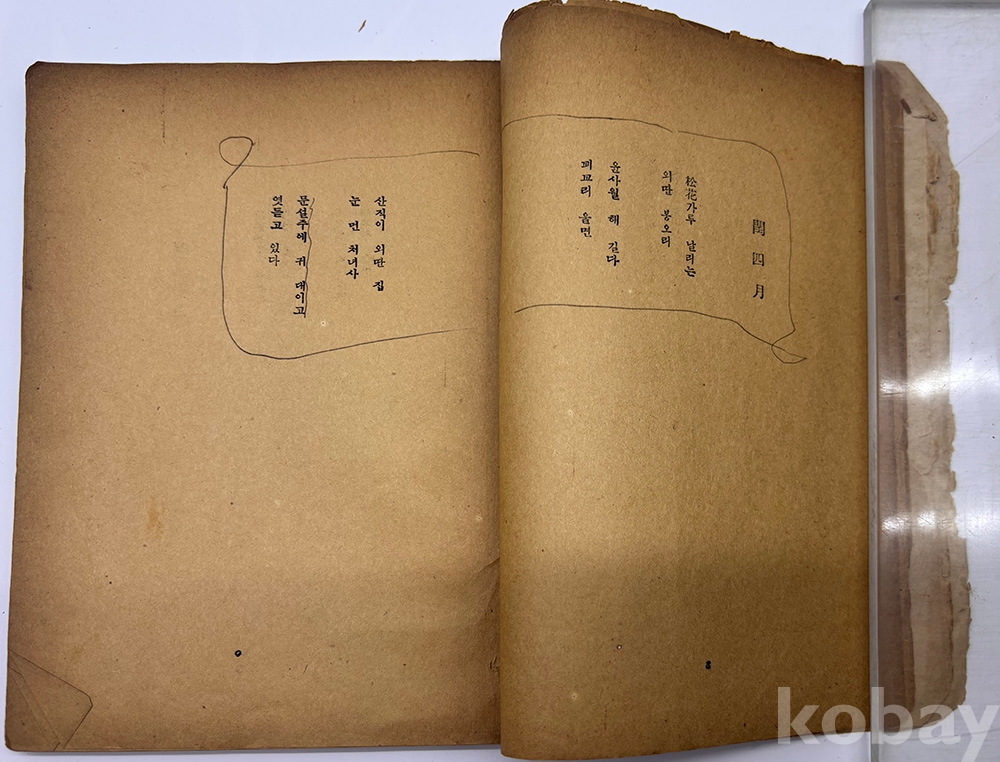 閏四月
松花가루 날리는
외딴 봉오리
윤사월 해 길다
꾀꼬리 울면
산직이 외딴 집
눈 먼 처녀사
문설주에 귀 대이고
엿듣고 있다
8
kobay